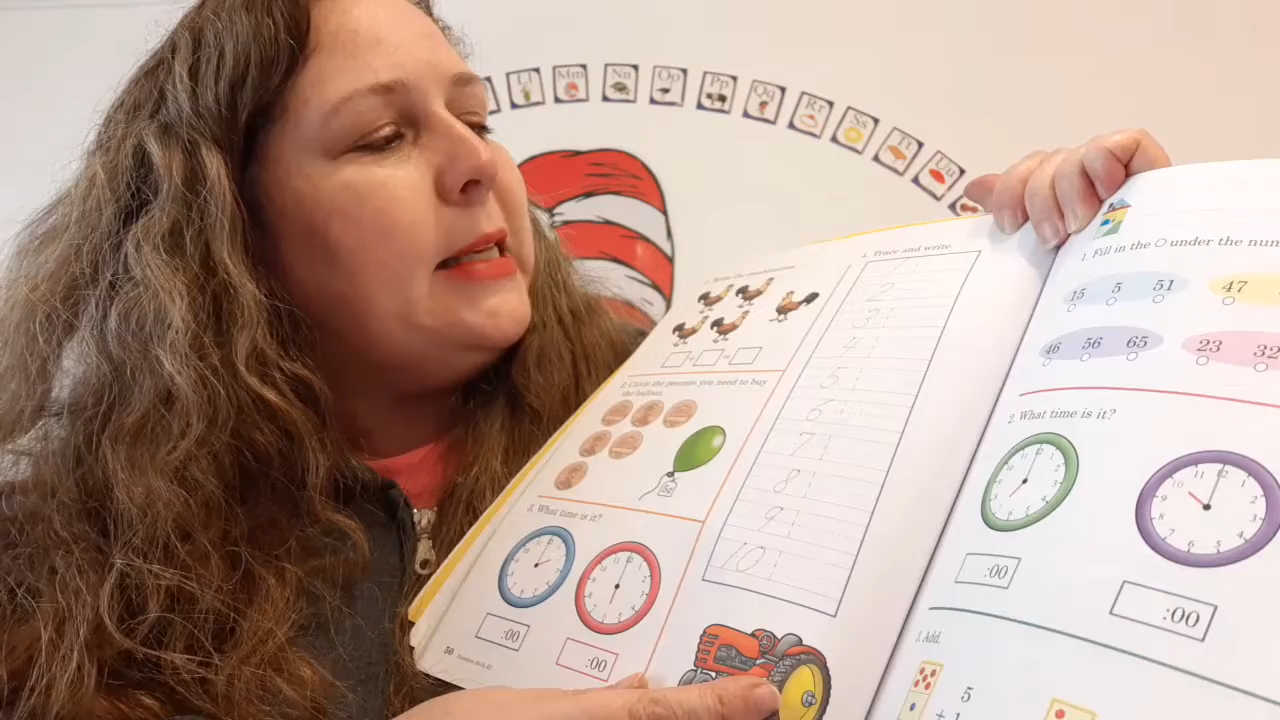 Ll Mm Nn Oo Pp Qq Rr Ss Tt Uu
4. Trace and write
2
3
4
5
6
7
8
9
10
2. Circle the pennies you need to buy
the balloon.
5¢
3. What time is it?
:00 :00
50
1. Fill in the O under the num
15 5 51 47
46 56 65 23 32
2. What time is it?
:00 :00
3. Add.
5
+ 1